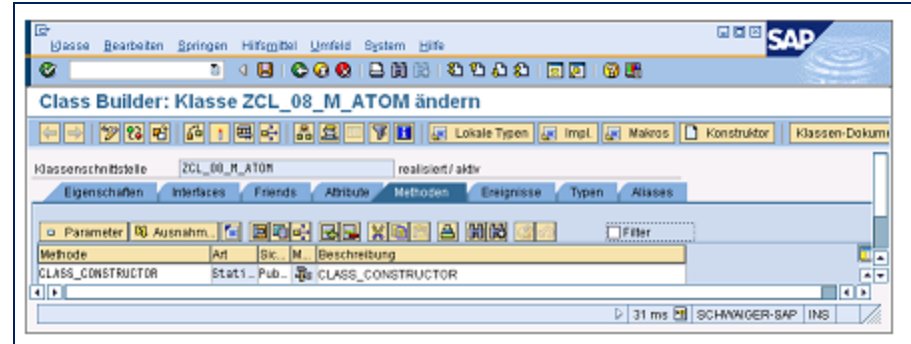 Klasse Bearbeiten Springen Hilfsmittel Umfeld System Hilfe
SAP
Class Builder: Klasse ZCL_08_M_ATOM ändern
Lokale Typen Impl. Makros Konstruktor Klassen-Dokume
Klassenschnittstelle ZCL_08_M_ATOM realisiert / aktiv
Eigenschaften Interfaces Friends Attribute Methoden Ereignisse Typen Aliases
Parameter Ausnahm.. Filter
Methode Art Sic.. M.. Beschreibung
CLASS_CONSTRUCTOR Stati.. Pub.. CLASS_CONSTRUCTOR
31 ms SCHWAIGER-SAP INS